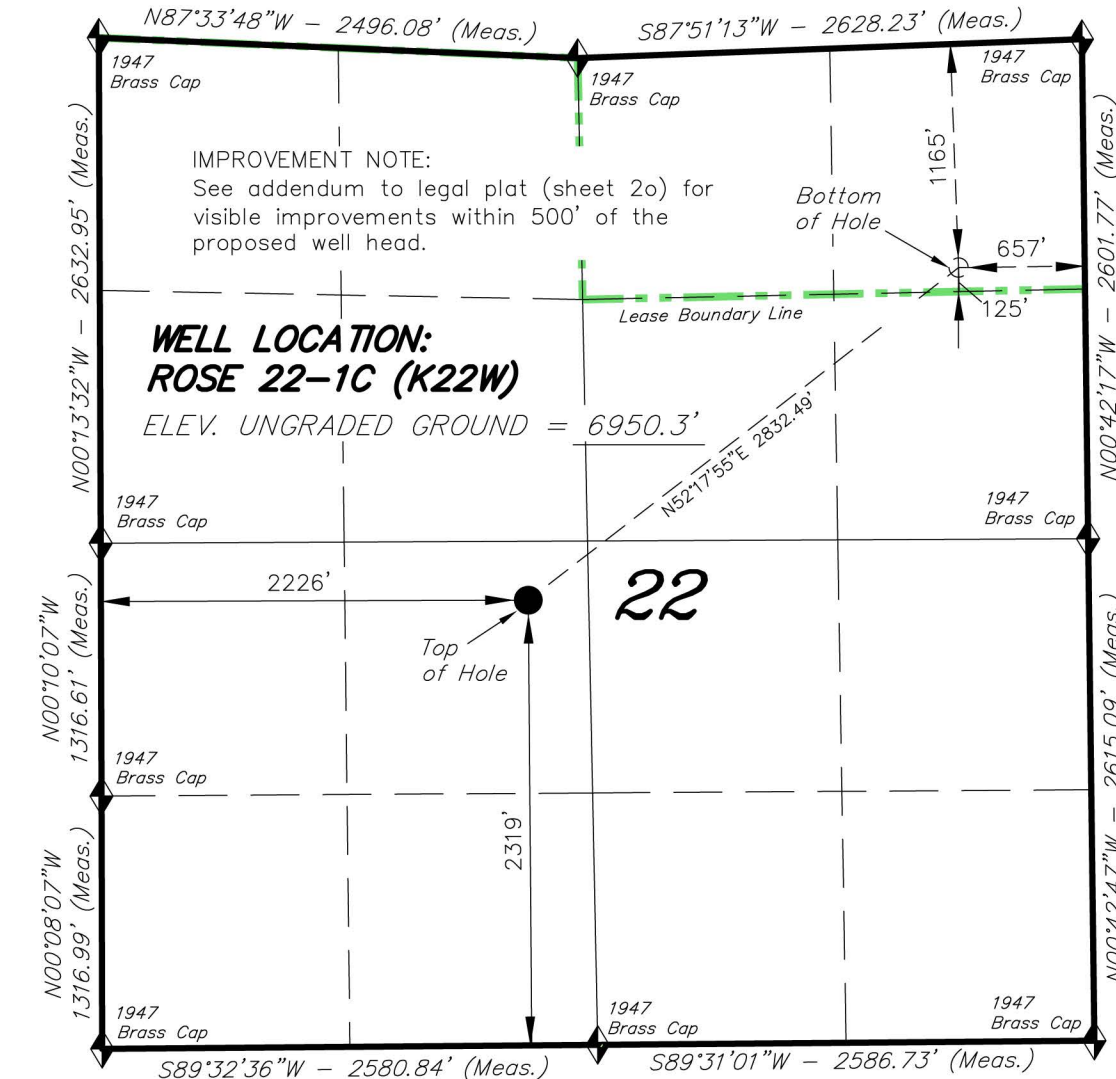 N87°33'48"W - 2496.08' (Meas.)
S87°51'13"W - 2628.23' (Meas.)
1947
Brass Cap
1947
Brass Cap
1947
Brass Cap
N00°13'32"W - 2632.95' (Meas.)
IMPROVEMENT NOTE:
See addendum to legal plat (sheet 2o) for
visible improvements within 500' of the
proposed well head.
1165'
Bottom
of Hole
657'
125'
N00°42'17"W - 2601.77' (Meas.)
Lease Boundary Line
WELL LOCATION:
ROSE 22-1C (K22W)
ELEV. UNGRADED GROUND = 6950.3'
N52°17'55"E 2832.49'
1947
Brass Cap
1947
Brass Cap
2226'
22
Top
of Hole
N00°10'07"W
1316.61' (Meas.)
1947
Brass Cap
2319'
N00°42'47"W - 2615.09' (Meas.)
N00°08'07"W
1316.99' (Meas.)
1947
Brass Cap
1947
Brass Cap
1947
Brass Cap
S89°32'36"W - 2580.84' (Meas.)
S89°31'01"W - 2586.73' (Meas.)